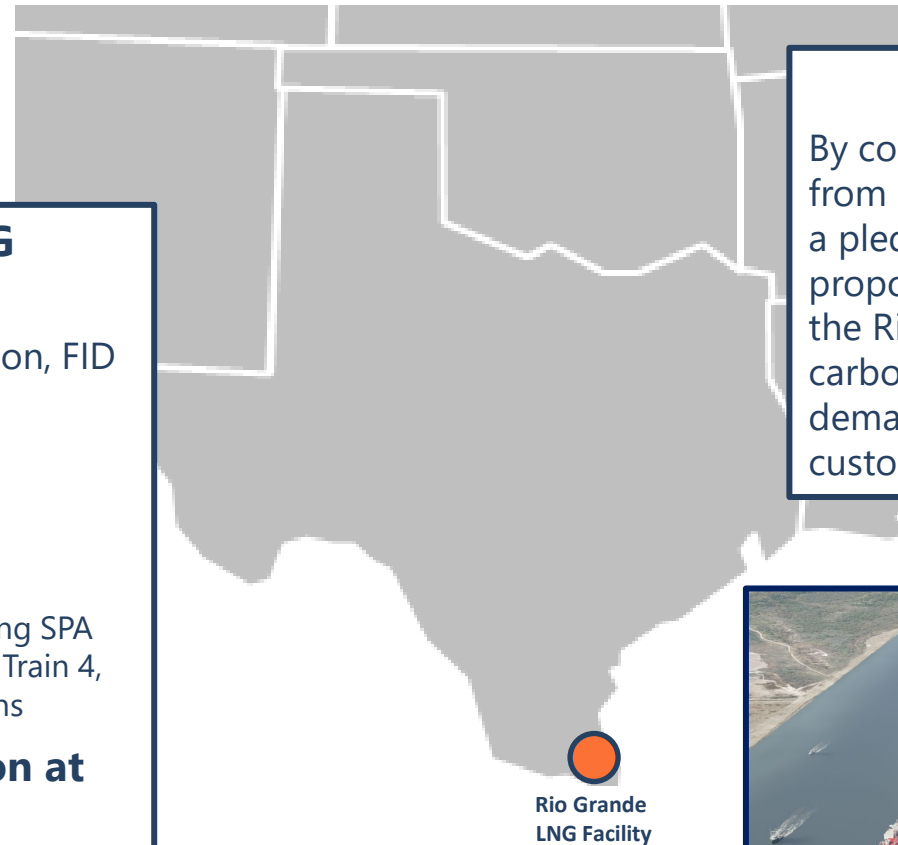 G
on, FID
ng SPA
Train 4,
ns
on at
By co
from
a pled
propo
the Ri
carbo
dema
custo
Rio Grande
LNG Facility